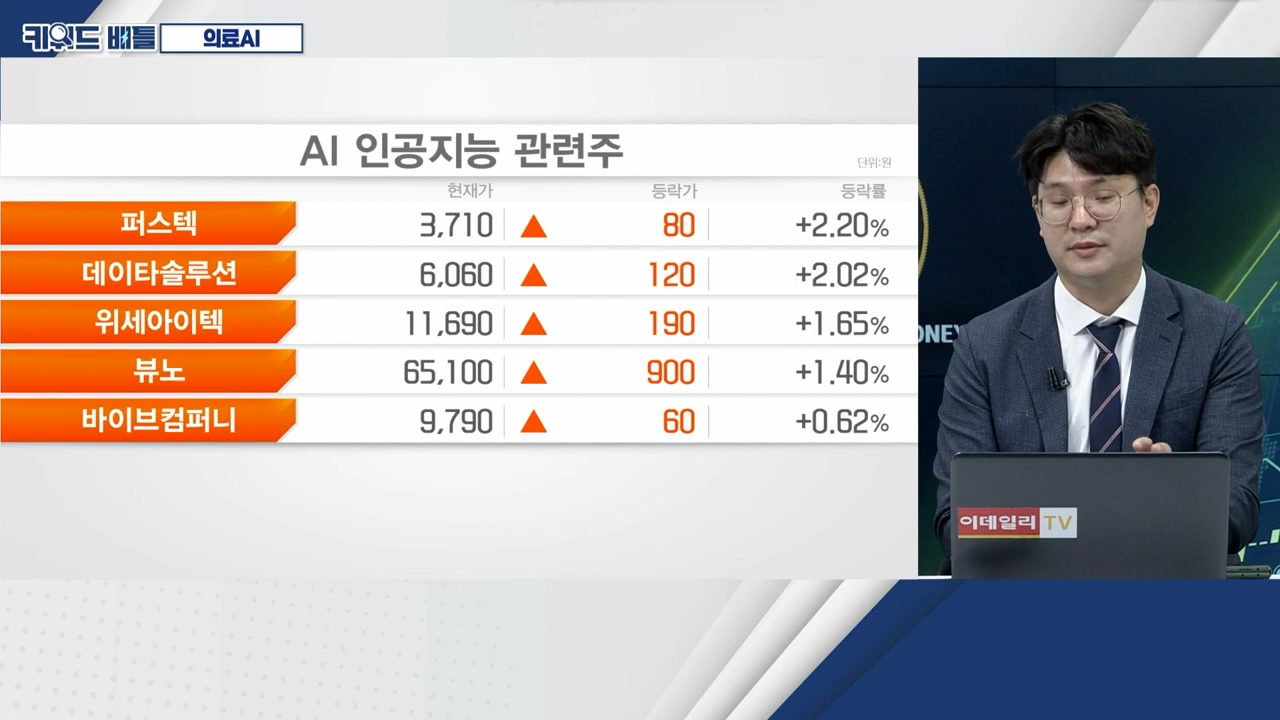 키워드 배틀 의료AI
AI 인공지능 관련주
단위:원
현재가 등락가 등락률
퍼스텍 3,710 ▲ 80 +2.20%
데이타솔루션 6,060 ▲ 120 +2.02%
위세아이텍 11,690 ▲ 190 +1.65%
뷰노 65,100 ▲ 900 +1.40%
바이브컴퍼니 9,790 ▲ 60 +0.62%
ONEY
이데일리 TV